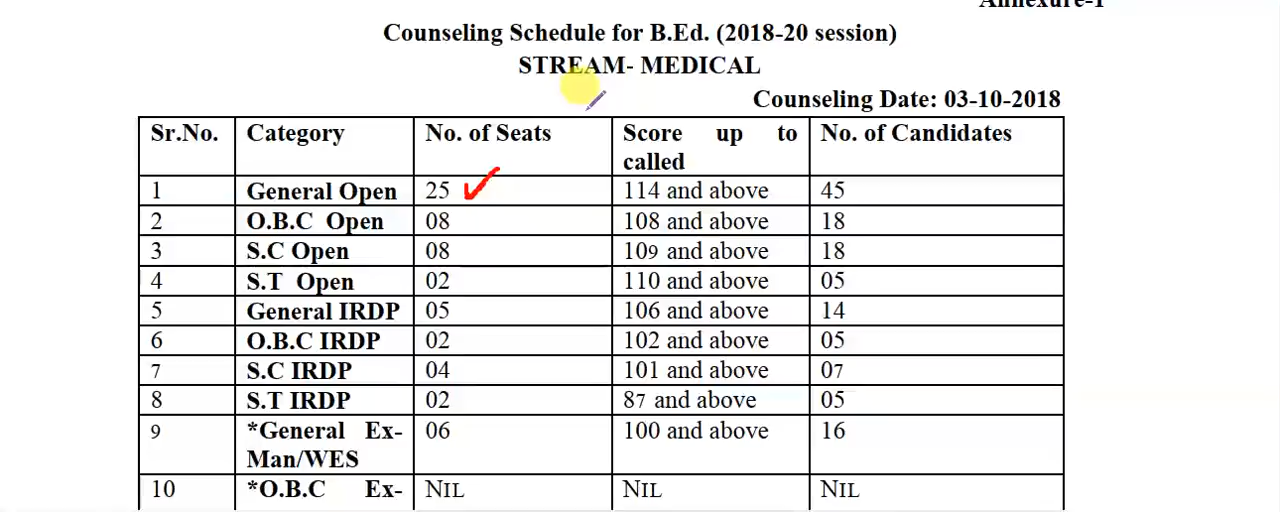 Annexure-1
Counseling Schedule for B.Ed. (2018-20 session)
STREAM- MEDICAL
Counseling Date: 03-10-2018
Sr.No. Category No. of Seats Score up to called No. of Candidates
1 General Open 25 114 and above 45
2 O.B.C Open 08 108 and above 18
3 S.C Open 08 109 and above 18
4 S.T Open 02 110 and above 05
5 General IRDP 05 106 and above 14
6 O.B.C IRDP 02 102 and above 05
7 S.C IRDP 04 101 and above 07
8 S.T IRDP 02 87 and above 05
9 *General Ex-Man/WES 06 100 and above 16
10 *O.B.C Ex- NIL NIL NIL